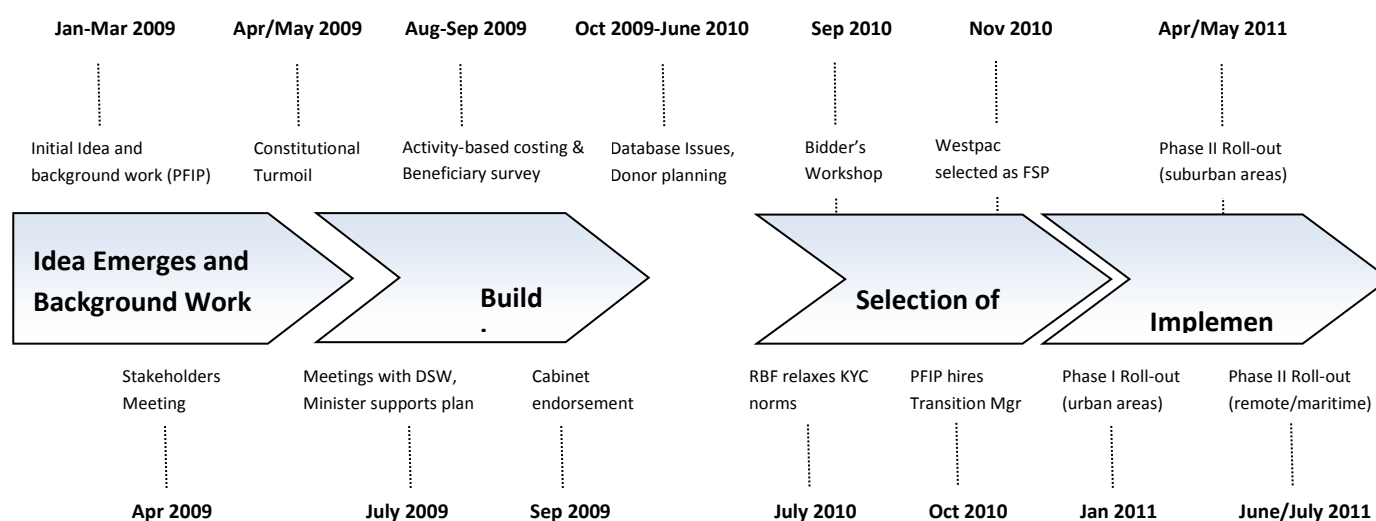 Jan-Mar 2009
Apr/May 2009
Aug-Sep 2009
Oct 2009-June 2010
Sep 2010
Nov 2010
Apr/May 2011
Initial Idea and
background work (PFIP)
Constitutional
Turmoil
Activity-based costing &
Beneficiary survey
Database Issues,
Donor planning
Bidder's
Workshop
Westpac
selected as FSP
Phase II Roll-out
(suburban areas)
Idea Emerges and
Background Work
Build
Selection of
Implemen
Stakeholders
Meeting
Meetings with DSW,
Minister supports plan
Cabinet
endorsement
RBF relaxes KYC
norms
PFIP hires
Transition Mgr
Phase I Roll-out
(urban areas)
Phase II Roll-out
(remote/maritime)
Apr 2009
July 2009
Sep 2009
July 2010
Oct 2010
Jan 2011
June/July 2011